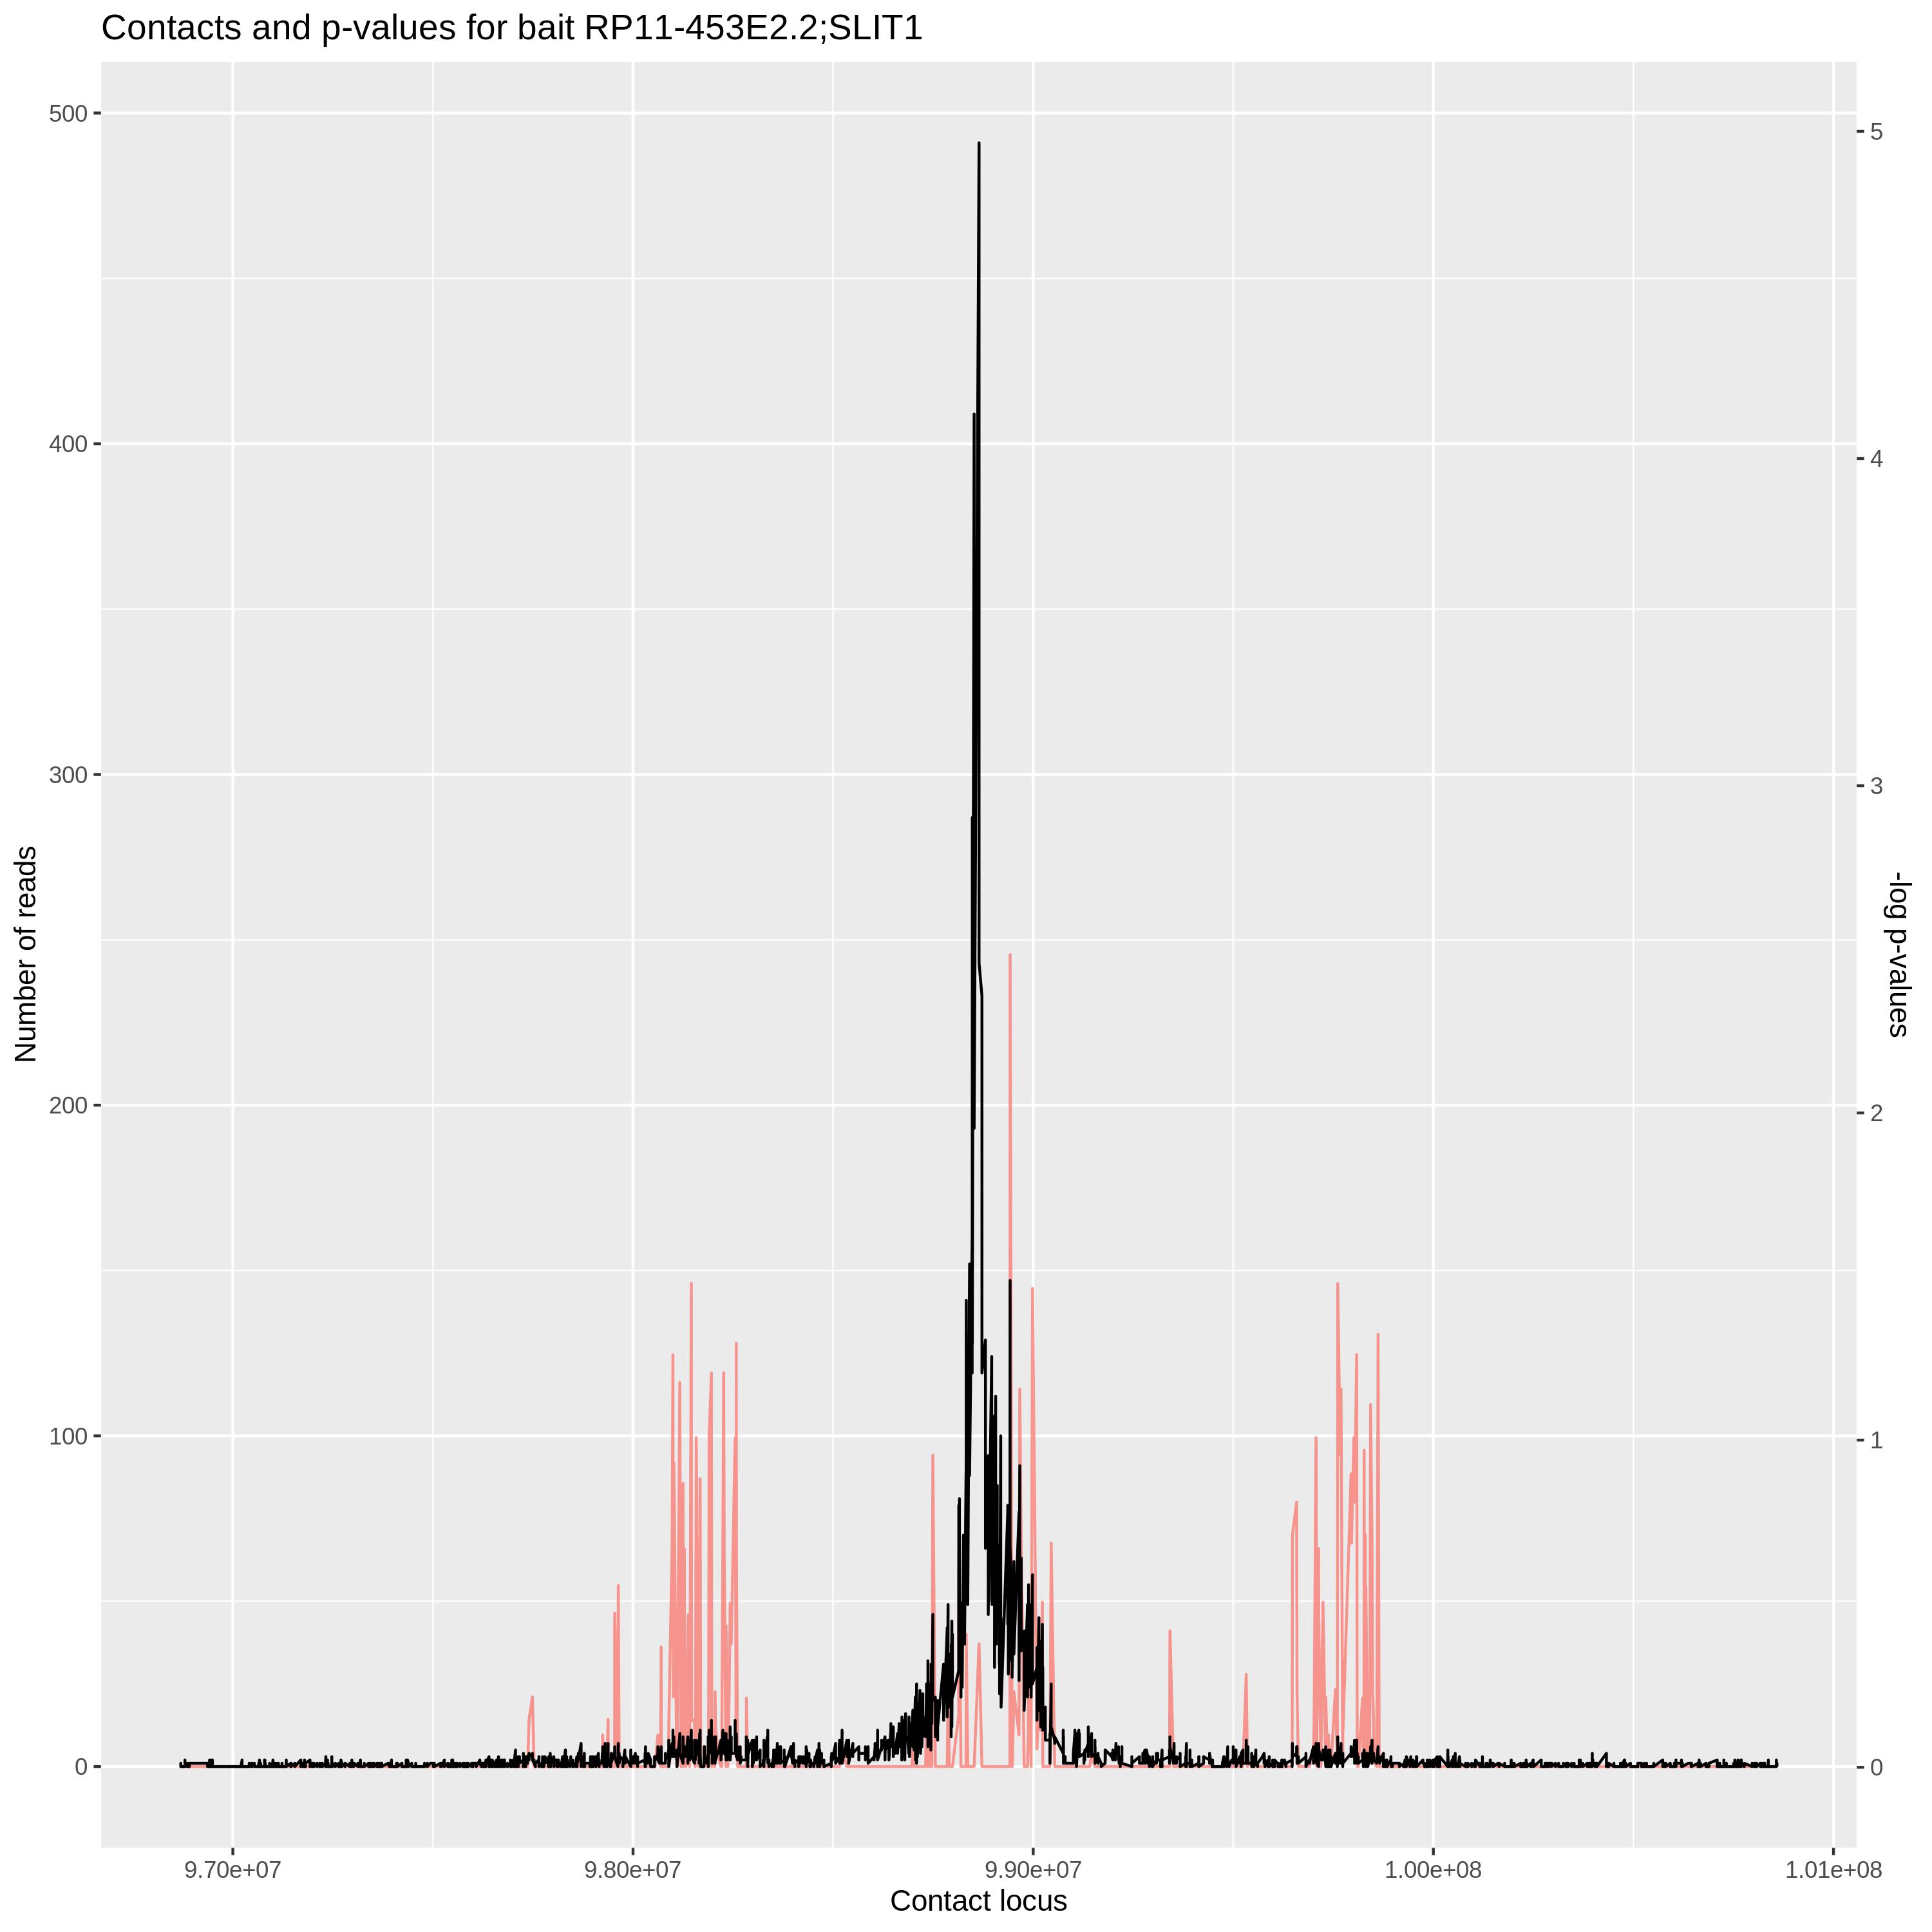 Contacts and p-values for bait RP11-453E2.2;SLIT1
500
400
300
200
100
0
Number of reads
5
4
3
2
1
0
-log p-values
9.70e+07
9.80e+07
9.90e+07
1.00e+08
1.01e+08
Contact locus